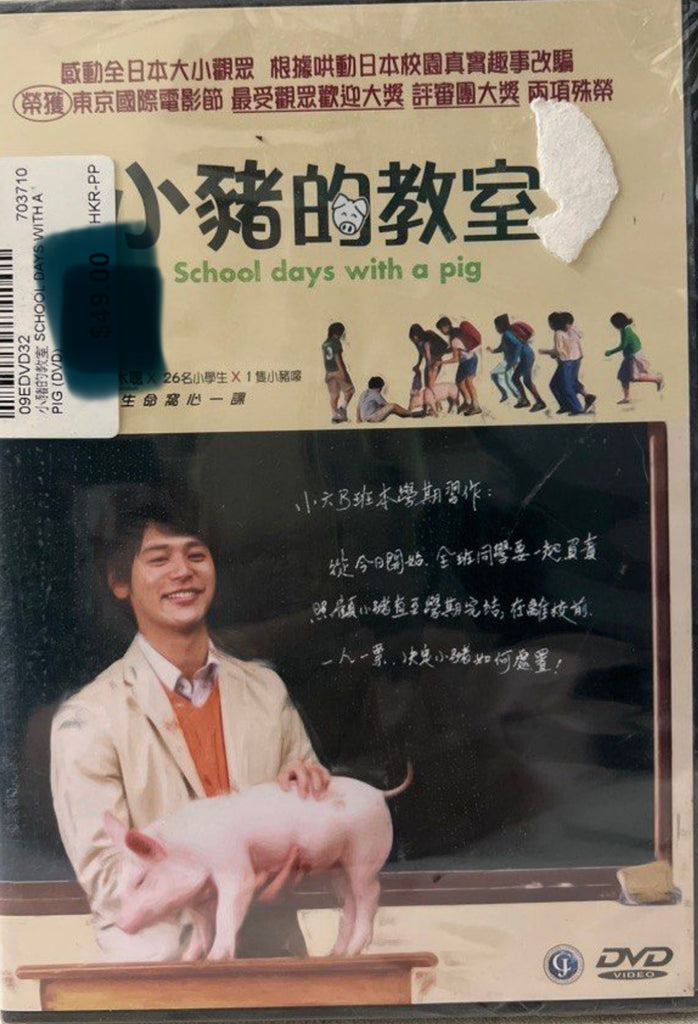 感動全日本大小觀眾 根據哄動日本校園真實趣事改騙
榮獲 東京國際電影節 最受觀眾歡迎大獎 評審團大獎 兩項殊榮
小豬的教室
School days with a pig
703710
HKR-PP
$49.00
09EDVD32
小豬的教室 SCHOOL DAYS WITH A
PIG (DVD)
聰 X 26名小學生 X 1隻小豬嚎
生命窩心一課
小六B班本學期習作：
從今日開始，全班同學要一起負責
照顧小豬直至學期完結，在離校前，
一人一票，決定小豬如何處置！
DVD
VIDEO